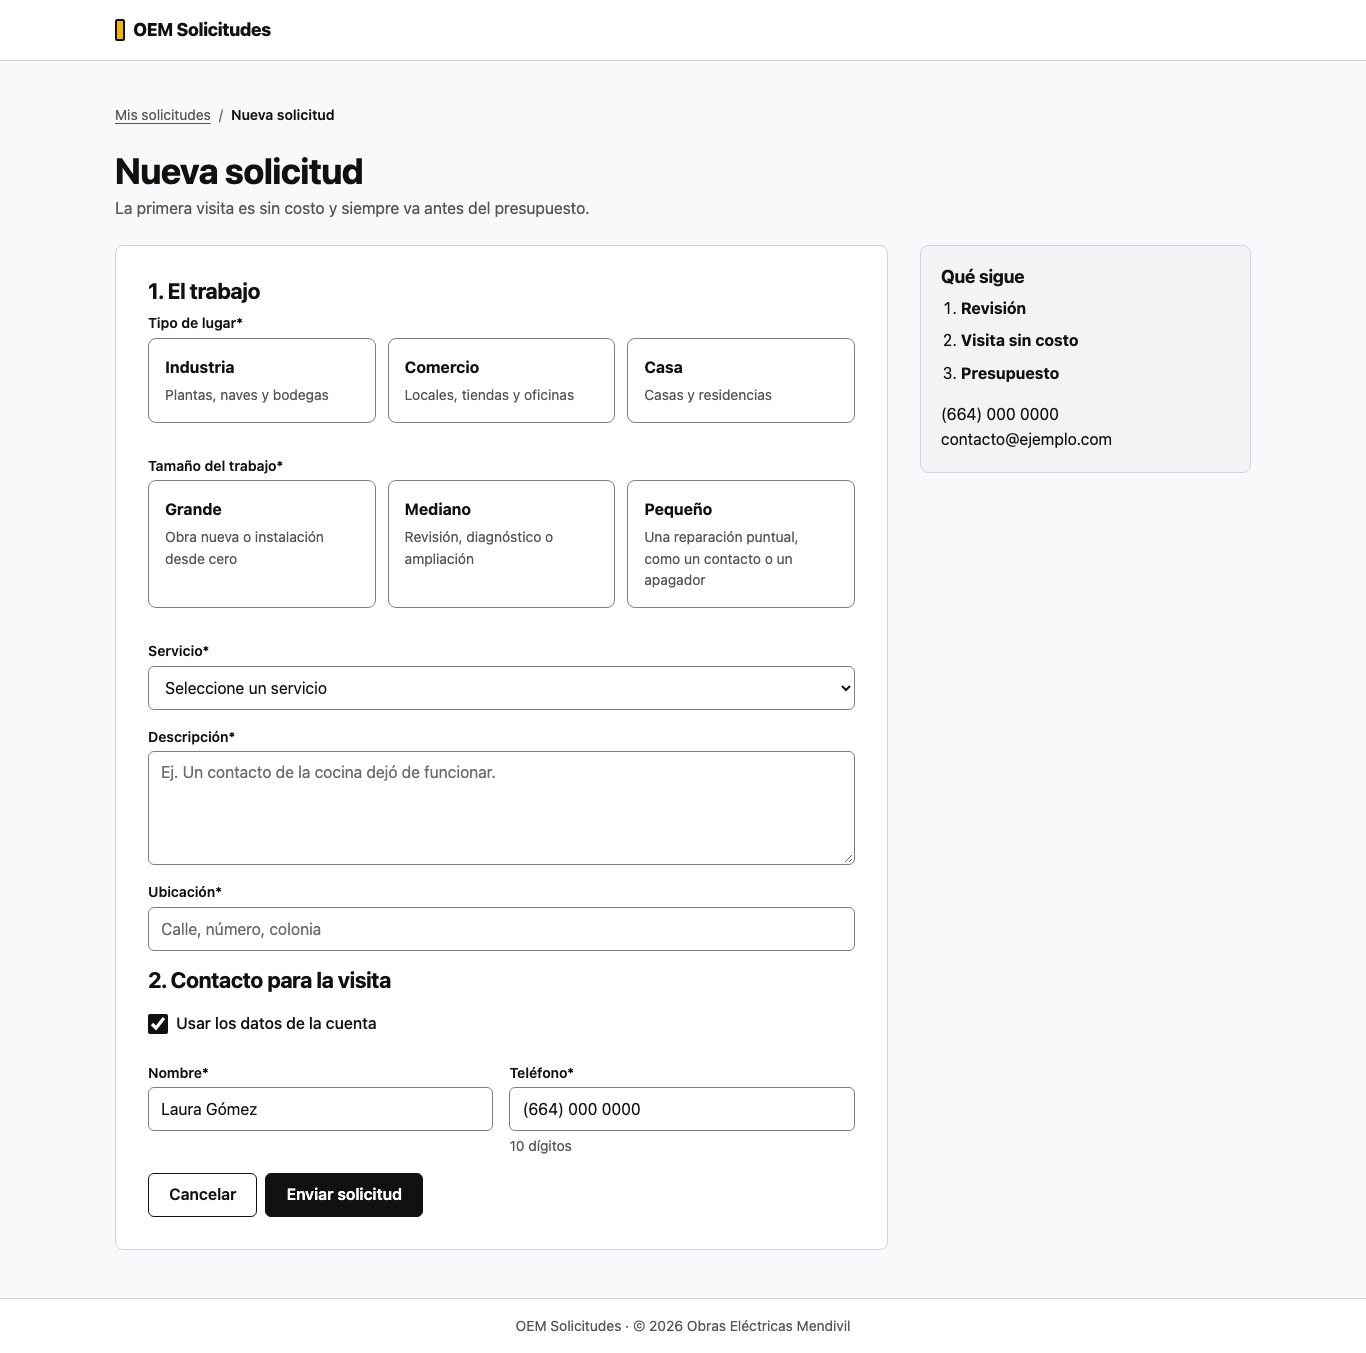 OEM Solicitudes
Mis solicitudes / Nueva solicitud
Nueva solicitud
La primera visita es sin costo y siempre va antes del presupuesto.
1. El trabajo
Tipo de lugar*
Industria
Plantas, naves y bodegas
Comercio
Locales, tiendas y oficinas
Casa
Casas y residencias
Tamaño del trabajo*
Grande
Obra nueva o instalación
desde cero
Mediano
Revisión, diagnóstico o
ampliación
Pequeño
Una reparación puntual,
como un contacto o un
apagador
Servicio*
Seleccione un servicio
Descripción*
Ej. Un contacto de la cocina dejó de funcionar.
Ubicación*
Calle, número, colonia
2. Contacto para la visita
Usar los datos de la cuenta
Nombre*
Laura Gómez
Teléfono*
(664) 000 0000
10 dígitos
Cancelar
Enviar solicitud
Qué sigue
1. Revisión
2. Visita sin costo
3. Presupuesto
(664) 000 0000
contacto@ejemplo.com
OEM Solicitudes · © 2026 Obras Eléctricas Mendivil